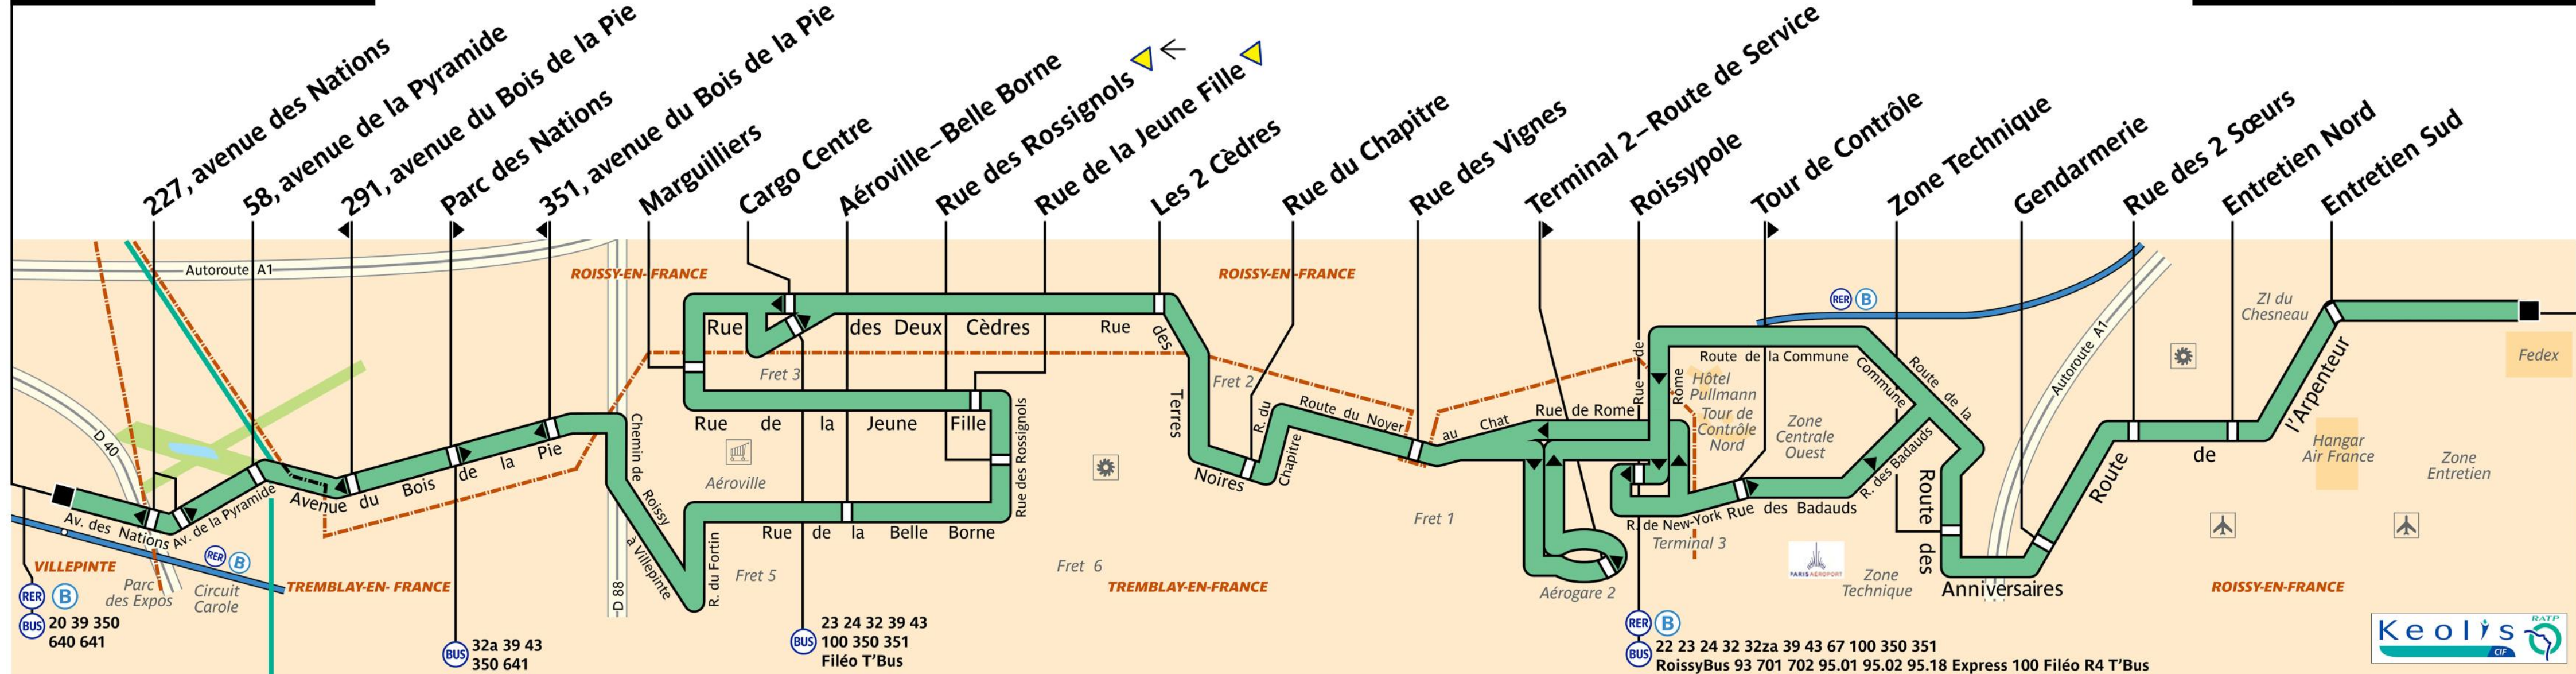 227, avenue des Nations
58, avenue de la Pyramide
291, avenue du Bois de la Pie
Parc des Nations
351, avenue du Bois de la Pie
Marguilliers
Cargo Centre
Aéroville–Belle Borne
Rue des Rossignols
Rue de la Jeune Fille
Les 2 Cèdres
Rue du Chapitre
Rue des Vignes
Terminal 2–Route de Service
Roissypole
Tour de Contrôle
Zone Technique
Gendarmerie
Rue des 2 Sœurs
Entretien Nord
Entretien Sud
Autoroute A1
ROISSY-EN-FRANCE
ROISSY-EN-FRANCE
RER B
ZI du
Chesneau
Autoroute A1
Fedex
Rue des Deux Cèdres
Rue des Terres Noires
Fret 3
Fret 2
Rue de la Jeune Fille
Rue des Rossignols
Aéroville
R. du Chapitre
Route du Noyer au Chat
Rue de Rome
Rue de Rome
Route de la Commune
Hôtel
Pullmann
Tour de
Contrôle
Nord
Zone
Centrale
Ouest
Commune
Route de la
R. des Badauds
l'Arpenteur
Hangar
Air France
Zone
Entretien
D 40
Av. des Nations
Av. de la Pyramide
Avenue du Bois de la Pie
Chemin de Roissy à Villepinte
D 88
R. du Fortin
Rue de la Belle Borne
Fret 5
Fret 6
Fret 1
R. de New-York
Rue des Badauds
Terminal 3
Aérogare 2
PARIS AÉROPORT
Zone
Technique
Route des Anniversaires
Route de
RER B
VILLEPINTE
Parc
des Expos
Circuit
Carole
TREMBLAY-EN- FRANCE
TREMBLAY-EN-FRANCE
ROISSY-EN-FRANCE
RER B
BUS 20 39 350
640 641
BUS 32a 39 43
350 641
BUS 23 24 32 39 43
100 350 351
Filéo T'Bus
RER B
BUS 22 23 24 32 32za 39 43 67 100 350 351
RoissyBus 93 701 702 95.01 95.02 95.18 Express 100 Filéo R4 T'Bus
Keolis
CIF
RATP